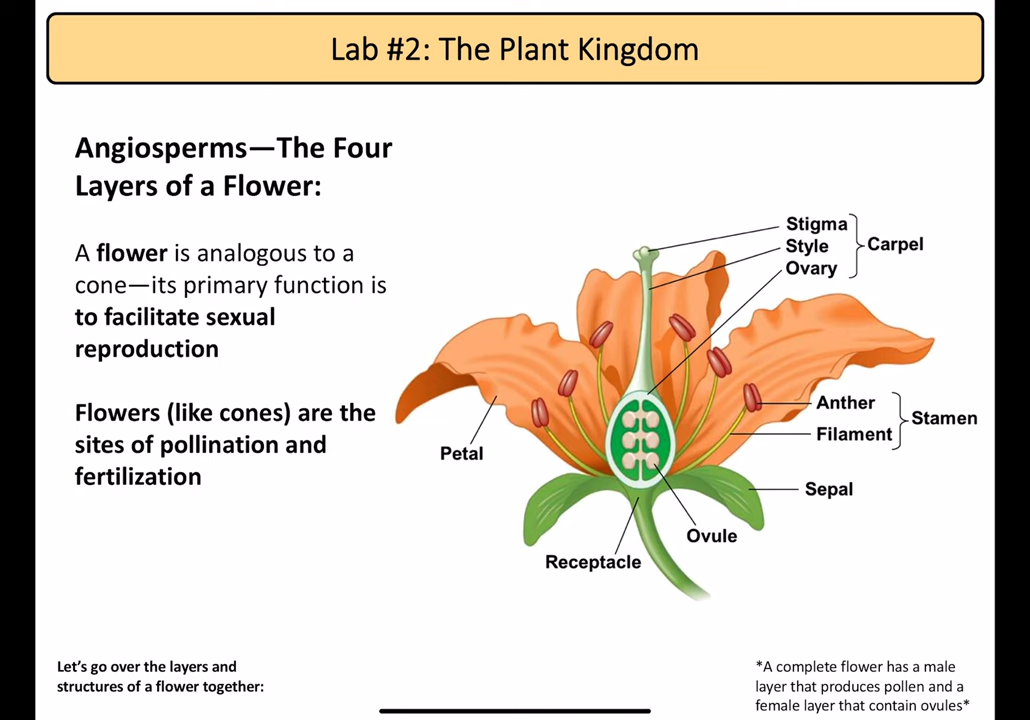 Lab #2: The Plant Kingdom
Angiosperms—The Four
Layers of a Flower:
A flower is analogous to a
cone—its primary function is
to facilitate sexual
reproduction
Flowers (like cones) are the
sites of pollination and
fertilization
Stigma
Style
Ovary
Carpel
Anther
Filament
Stamen
Petal
Sepal
Ovule
Receptacle
Let's go over the layers and
structures of a flower together:
*A complete flower has a male
layer that produces pollen and a
female layer that contain ovules*